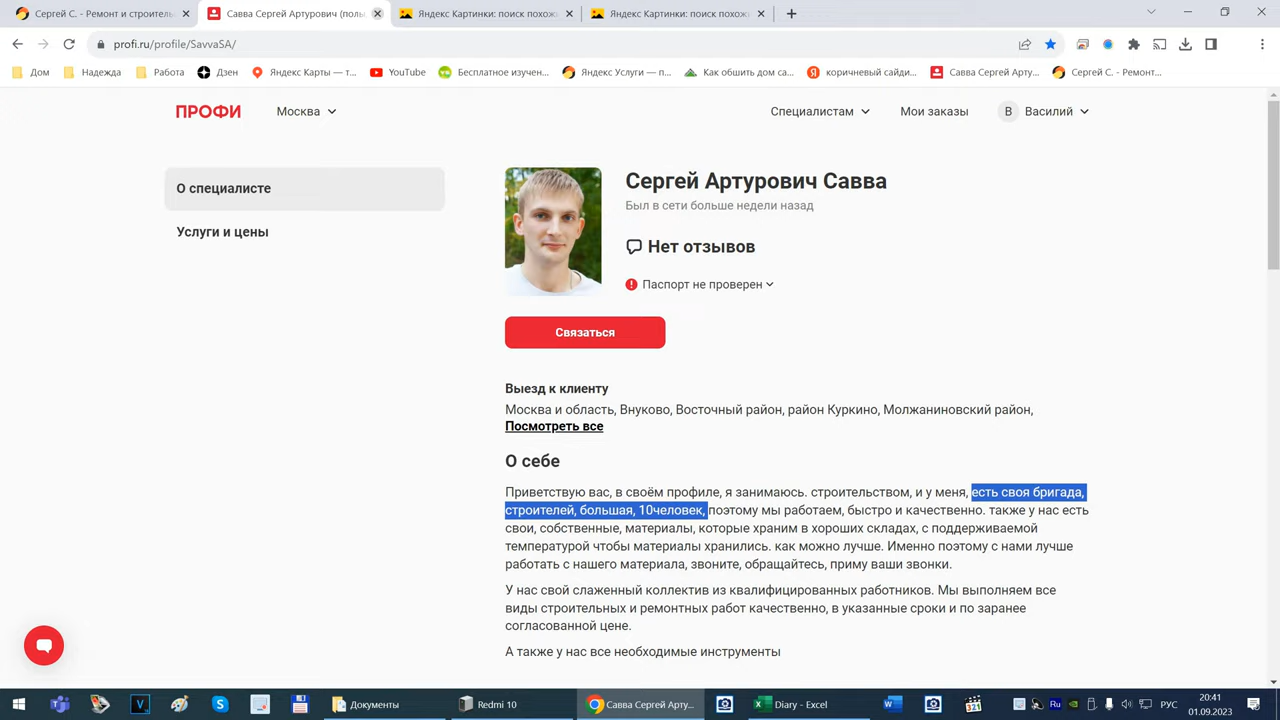 Сергей С. - Ремонт и строитель
Савва Сергей Артурович (поль
Яндекс Картинки: поиск похож
Яндекс Картинки: поиск похож
profi.ru/profile/SavvaSA/
Дом
Надежда
Работа
Дзен
Яндекс Карты — т...
YouTube
Бесплатное изучен...
Яндекс Услуги — п...
Как обшить дом са...
коричневый сайди...
Савва Сергей Арту...
Сергей С. - Ремонт...
ПРОФИ
Москва
Специалистам
Мои заказы
В
Василий
О специалисте
Услуги и цены
Сергей Артурович Савва
Был в сети больше недели назад
Нет отзывов
Паспорт не проверен
Связаться
Выезд к клиенту
Москва и область, Внуково, Восточный район, район Куркино, Молжаниновский район,
Посмотреть все
О себе
Приветствую вас, в своём профиле, я занимаюсь. строительством, и у меня, есть своя бригада,
строителей, большая, 10человек, поэтому мы работаем, быстро и качественно. также у нас есть
свои, собственные, материалы, которые храним в хороших складах, с поддерживаемой
температурой чтобы материалы хранились. как можно лучше. Именно поэтому с нами лучше
работать с нашего материала, звоните, обращайтесь, приму ваши звонки.
У нас свой слаженный коллектив из квалифицированных работников. Мы выполняем все
виды строительных и ремонтных работ качественно, в указанные сроки и по заранее
согласованной цене.
А также у нас все необходимые инструменты
Документы
Redmi 10
Савва Сергей Арту...
Diary - Excel
Ru
РУС
20:41
01.09.2023